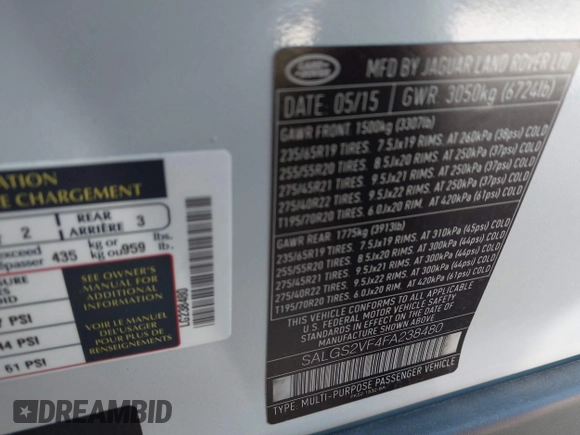 ATION
E CHARGEMENT
2 REAR ARRIÈRE 3
exceed
passer 435 kg or kg ou 959 lbs. lb.
SURE
ES
OID
7 PSI
44 PSI
61 PSI
SEE OWNER'S
MANUAL FOR
ADDITIONAL
INFORMATION
VOIR LE MANUEL
DE L'USAGER
POUR PLUS DE
RENSEIGNEMENTS
MFD BY JAGUAR LAND ROVER LTD
DATE 05/15 GWR 3050kg (6724lb)
GAWR FRONT 1500kg (3307lb)
235/65R19 TIRES. 7.5Jx19 RIMS. AT 260kPa (38psi) COLD
255/55R20 TIRES. 8.5Jx20 RIMS. AT 250kPa (37psi) COLD
275/45R21 TIRES. 9.5Jx21 RIMS. AT 250kPa (37psi) COLD
275/40R22 TIRES. 9.5Jx22 RIMS. AT 250kPa (37psi) COLD
T195/70R20 TIRES. 6.0Jx20 RIM. AT 420kPa (61psi) COLD
GAWR REAR 1775kg (3913lb)
235/65R19 TIRES. 7.5Jx19 RIMS. AT 310kPa (45psi) COLD
255/55R20 TIRES. 8.5Jx20 RIMS. AT 300kPa (44psi) COLD
275/45R21 TIRES. 9.5Jx21 RIMS. AT 300kPa (44psi) COLD
275/40R22 TIRES. 9.5Jx22 RIMS. AT 300kPa (44psi) COLD
T195/70R20 TIRES. 6.0Jx20 RIM. AT 420kPa (61psi) COLD
THIS VEHICLE CONFORMS TO ALL APPLICABLE
U.S. FEDERAL MOTOR VEHICLE SAFETY
STANDARDS IN EFFECT ON THE DATE OF
MANUFACTURE SHOWN ABOVE.
SALGS2VF4FA238480
TYPE: MULTI-PURPOSE PASSENGER VEHICLE
DREAMBID